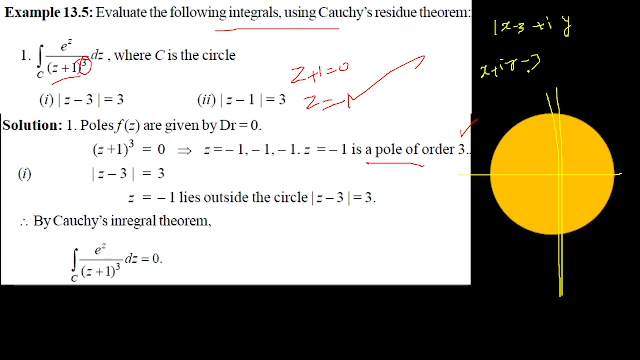 Example 13.5: Evaluate the following integrals, using Cauchy's residue theorem:
1. ∫_C e^z/(z+1)^3 dz, where C is the circle
(i) |z – 3| = 3 (ii) |z – 1| = 3
z+1=0
z=-1
Solution: 1. Poles f(z) are given by Dr = 0.
(z+1)^3 = 0 ⇒ z = – 1, – 1, – 1. z = – 1 is a pole of order 3..
(i) |z – 3| = 3
z = – 1 lies outside the circle |z – 3| = 3.
∴ By Cauchy's inregral theorem,
∫_C e^z/(z+1)^3 dz = 0.
|x-3+iy